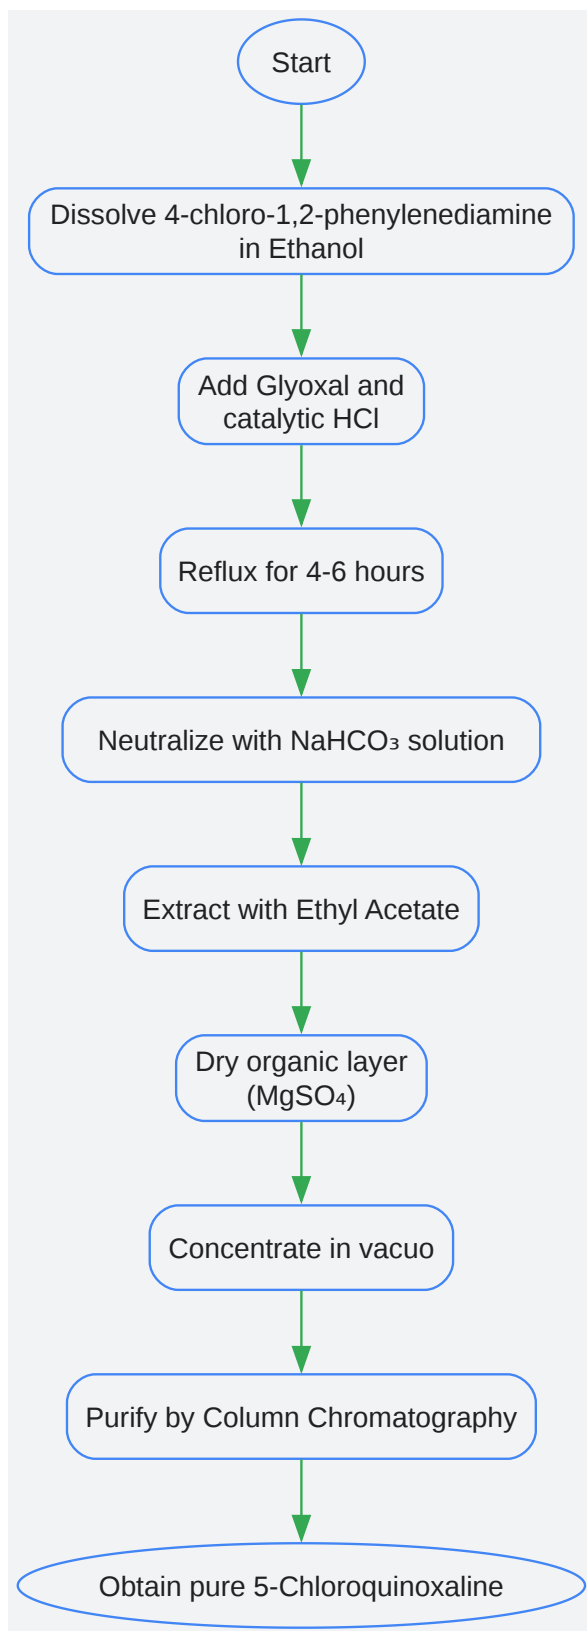 Start
Dissolve 4-chloro-1,2-phenylenediamine
in Ethanol
Add Glyoxal and
catalytic HCl
Reflux for 4-6 hours
Neutralize with NaHCO₃ solution
Extract with Ethyl Acetate
Dry organic layer
(MgSO₄)
Concentrate in vacuo
Purify by Column Chromatography
Obtain pure 5-Chloroquinoxaline